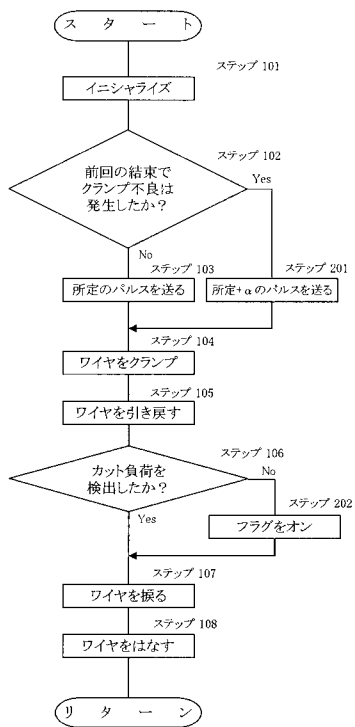 スタート
ステップ 101
イニシャライズ
ステップ 102
前回の結束で
クランプ不良は
発生したか？
Yes
No
ステップ 103
ステップ 201
所定のパルスを送る
所定+αのパルスを送る
ステップ 104
ワイヤをクランプ
ステップ 105
ワイヤを引き戻す
ステップ 106
カット負荷を
検出したか？
No
Yes
ステップ 202
フラグをオン
ステップ 107
ワイヤを捩る
ステップ 108
ワイヤをはなす
リターン